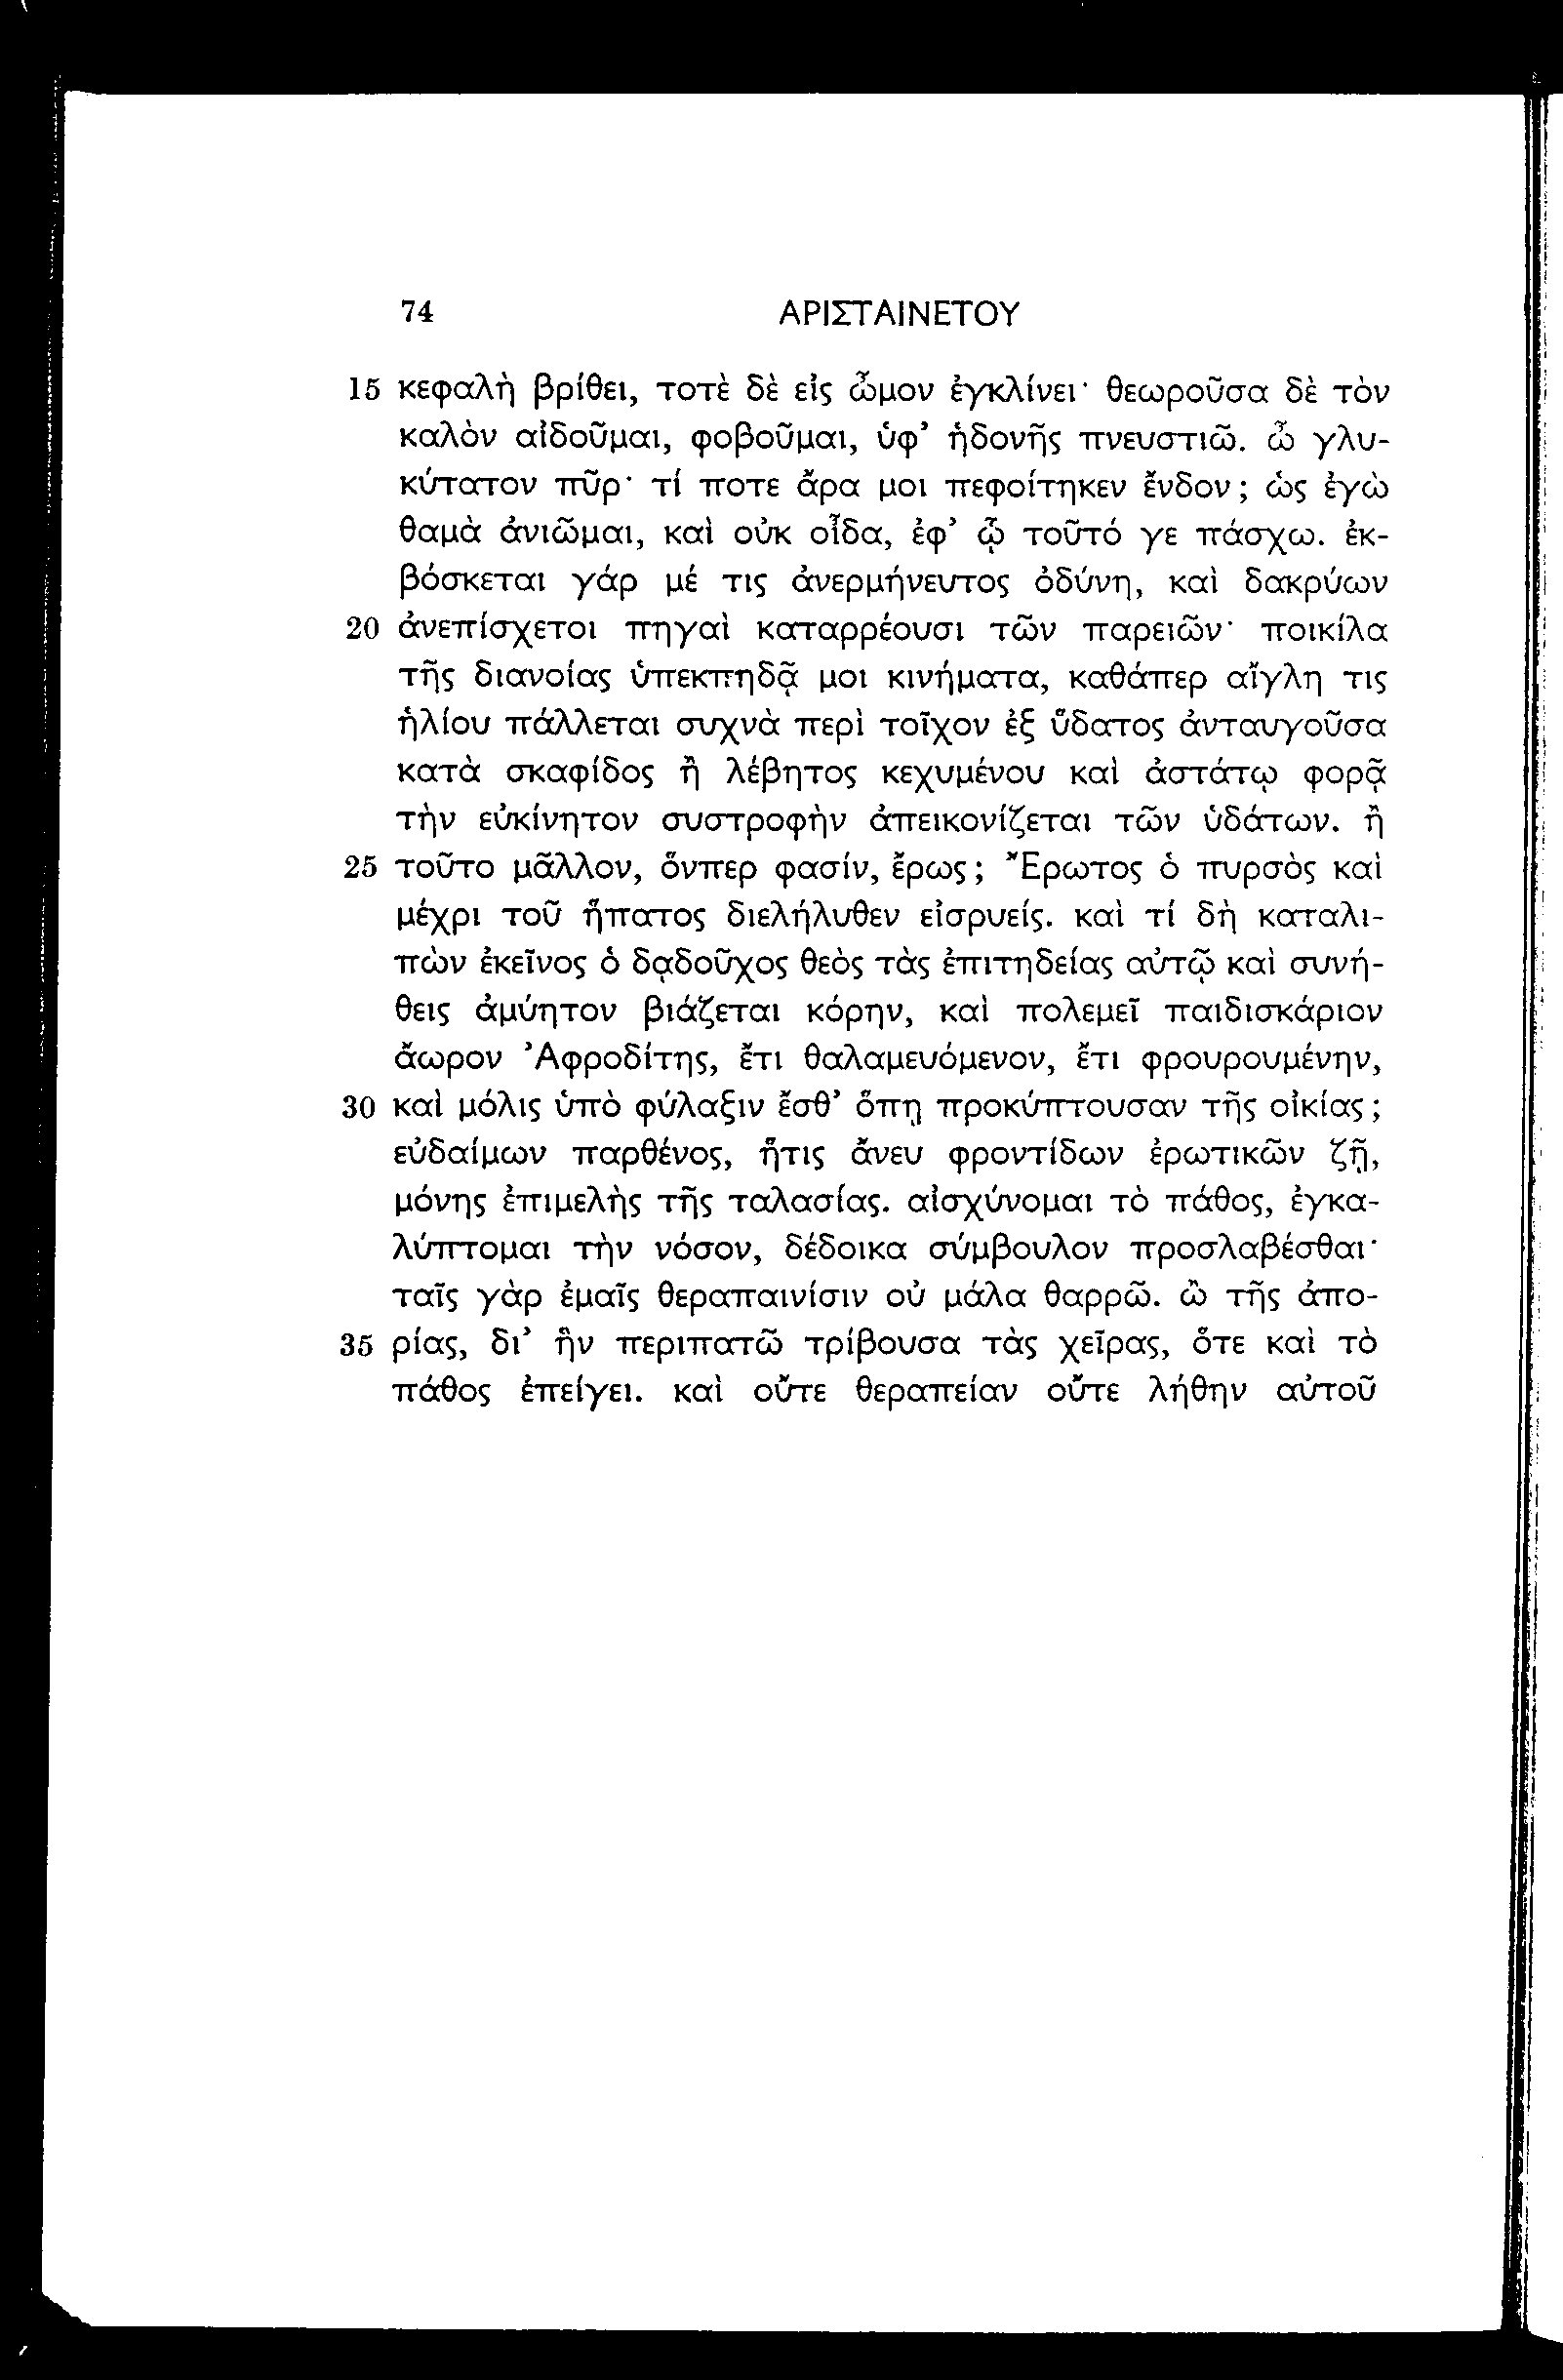 74 ΑΡΙΣΤΑΙΝΕΤΟΥ
15 κεφαλὴ βρίθει, τοτὲ δὲ εἰς ὦμον ἐγκλίνει· θεωροῦσα δὲ τὸν
καλὸν αἰδοῦμαι, φοβοῦμαι, ὑφ’ ἡδονῆς πνευστιῶ. ὦ γλυ-
κύτατον πῦρ· τί ποτε ἄρα μοι πεφοίτηκεν ἔνδον; ὡς ἐγὼ
θαμὰ ἀνιῶμαι, καὶ οὐκ οἶδα, ἐφ’ ᾧ τοῦτό γε πάσχω. ἐκ-
βόσκεται γάρ μέ τις ἀνερμήνευτος ὀδύνη, καὶ δακρύων
20 ἀνεπίσχετοι πηγαὶ καταρρέουσι τῶν παρειῶν· ποικίλα
τῆς διανοίας ὑπεκπηδᾷ μοι κινήματα, καθάπερ αἴγλη τις
ἡλίου πάλλεται συχνὰ περὶ τοῖχον ἐξ ὕδατος ἀνταυγοῦσα
κατὰ σκαφίδος ἢ λέβητος κεχυμένου καὶ ἀστάτῳ φορᾷ
τὴν εὐκίνητον συστροφὴν ἀπεικονίζεται τῶν ὑδάτων. ἢ
25 τοῦτο μᾶλλον, ὅνπερ φασίν, ἔρως; Ἔρωτος ὁ πυρσὸς καὶ
μέχρι τοῦ ἥπατος διελήλυθεν εἰσρυείς. καὶ τί δὴ καταλι-
πὼν ἐκεῖνος ὁ δᾳδοῦχος θεὸς τὰς ἐπιτηδείας αὐτῷ καὶ συνή-
θεις ἀμύητον βιάζεται κόρην, καὶ πολεμεῖ παιδισκάριον
ἄωρον Ἀφροδίτης, ἔτι θαλαμευόμενον, ἔτι φρουρουμένην,
30 καὶ μόλις ὑπὸ φύλαξιν ἔσθ’ ὅπῃ προκύπτουσαν τῆς οἰκίας;
εὐδαίμων παρθένος, ἥτις ἄνευ φροντίδων ἐρωτικῶν ζῇ,
μόνης ἐπιμελὴς τῆς ταλασίας. αἰσχύνομαι τὸ πάθος, ἐγκα-
λύπτομαι τὴν νόσον, δέδοικα σύμβουλον προσλαβέσθαι·
ταῖς γὰρ ἐμαῖς θεραπαινίσιν οὐ μάλα θαρρῶ. ὢ τῆς ἀπο-
35 ρίας, δι’ ἣν περιπατῶ τρίβουσα τὰς χεῖρας, ὅτε καὶ τὸ
πάθος ἐπείγει. καὶ οὔτε θεραπείαν οὔτε λήθην αὐτοῦ